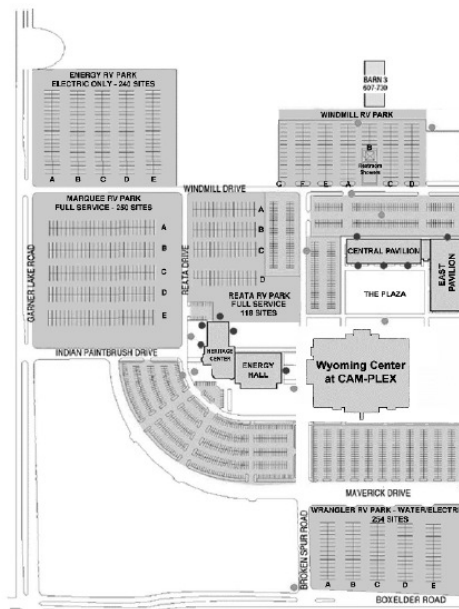 ENERGY RV PARK
ELECTRIC ONLY - 240 SITES
A B C D E
BARN 3
607-730
WINDMILL RV PARK
B
Restroom
Showers
G F E A C D
WINDMILL DRIVE
MARQUEE RV PARK
FULL SERVICE - 250 SITES
A
B
C
D
E
GARNER LAKE ROAD
REATA DRIVE
A
B
C
D
REATA RV PARK
FULL SERVICE
118 SITES
CENTRAL PAVILION
EAST
PAVILION
THE PLAZA
INDIAN PAINTBRUSH DRIVE
HERITAGE
CENTER
ENERGY
HALL
Wyoming Center
at CAM-PLEX
MAVERICK DRIVE
WRANGLER RV PARK - WATER/ELECTRI
254 SITES
BROKEN SPUR ROAD
A B C D E
BOXELDER ROAD